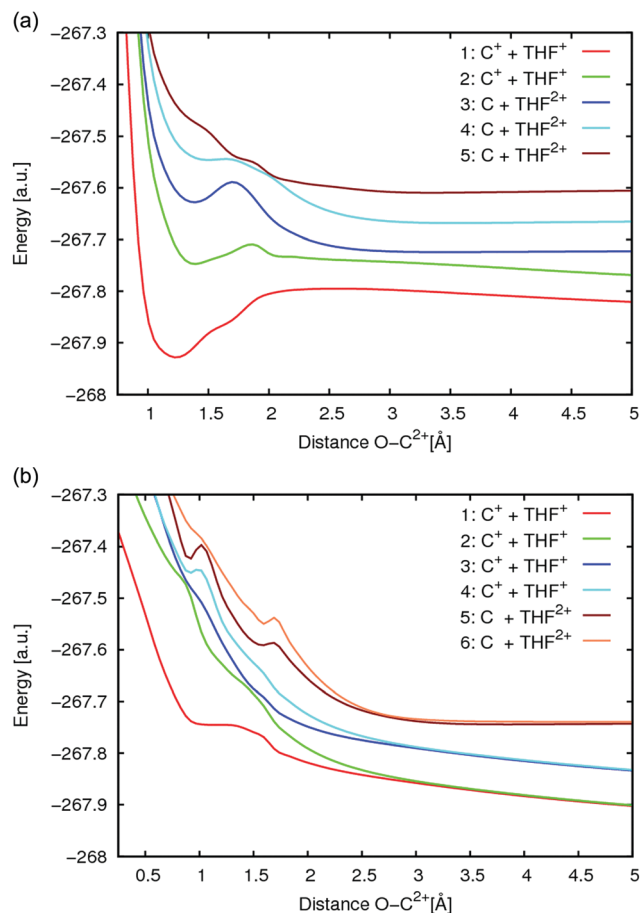 (a)
−267.3
−267.4
−267.5
−267.6
−267.7
−267.8
−267.9
−268
Energy [a.u.]
1: C⁺ + THF⁺
2: C⁺ + THF⁺
3: C + THF²⁺
4: C + THF²⁺
5: C + THF²⁺
1 1.5 2 2.5 3 3.5 4 4.5 5
Distance O−C²⁺[Å]
(b)
−267.3
−267.4
−267.5
−267.6
−267.7
−267.8
−267.9
−268
Energy [a.u.]
1: C⁺ + THF⁺
2: C⁺ + THF⁺
3: C⁺ + THF⁺
4: C⁺ + THF⁺
5: C + THF²⁺
6: C + THF²⁺
0.5 1 1.5 2 2.5 3 3.5 4 4.5 5
Distance O−C²⁺[Å]